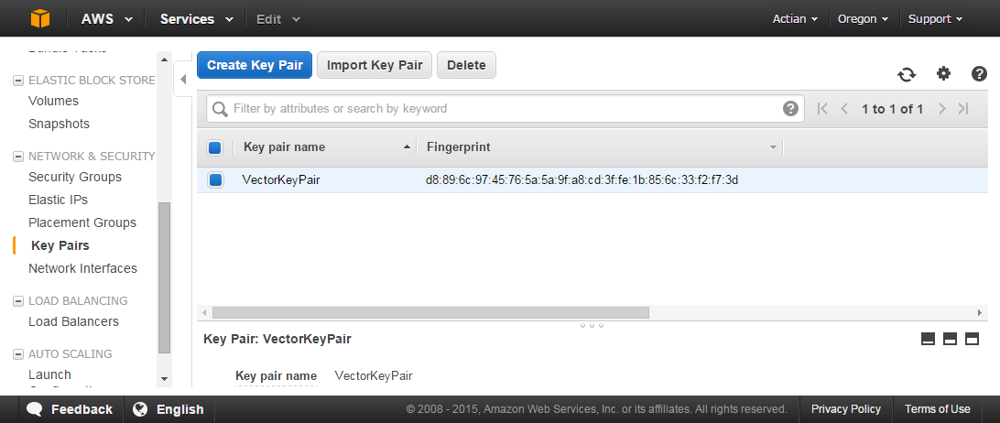 AWS Services Edit Actian Oregon Support
ELASTIC BLOCK STORE
Volumes
Snapshots
NETWORK & SECURITY
Security Groups
Elastic IPs
Placement Groups
Key Pairs
Network Interfaces
LOAD BALANCING
Load Balancers
AUTO SCALING
Launch
Create Key Pair Import Key Pair Delete
Filter by attributes or search by keyword 1 to 1 of 1
Key pair name Fingerprint
VectorKeyPair d8:89:6c:97:45:76:5a:5a:9f:a8:cd:3f:fe:1b:85:6c:33:f2:f7:3d
Key Pair: VectorKeyPair
Key pair name VectorKeyPair
Feedback English © 2008 - 2015, Amazon Web Services, Inc. or its affiliates. All rights reserved. Privacy Policy Terms of Use